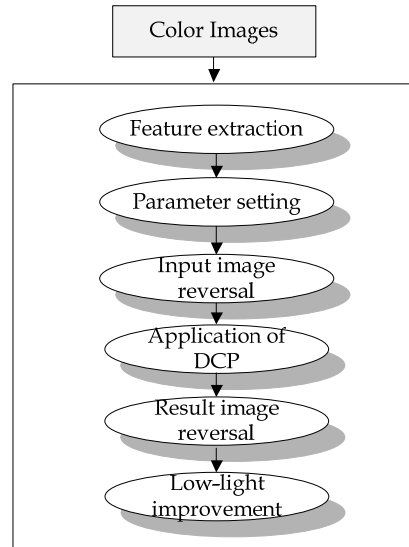 Color Images
Feature extraction
Parameter setting
Input image
reversal
Application of
DCP
Result image
reversal
Low-light
improvement